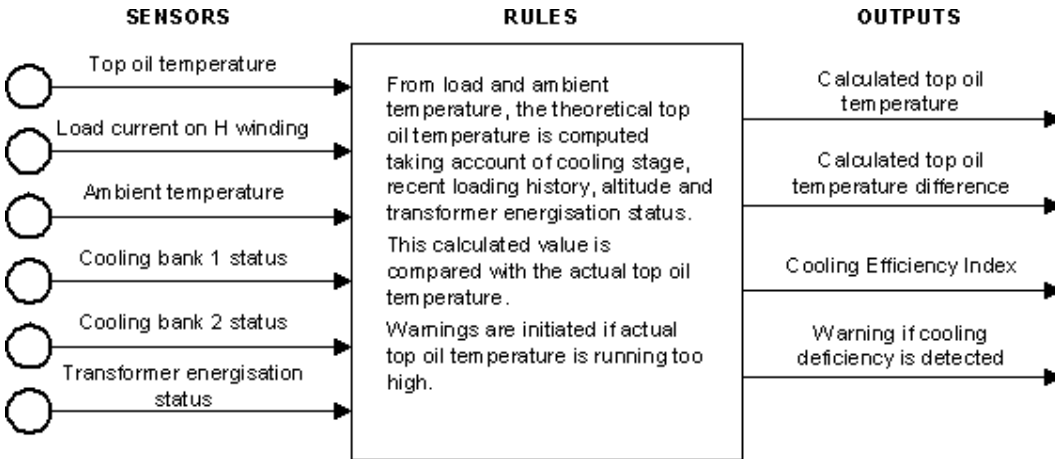 SENSORS
RULES
OUTPUTS
Top oil temperature
Load current on H winding
Ambient temperature
Cooling bank 1 status
Cooling bank 2 status
Transformer energisation
status
From load and ambient
temperature, the theoretical top
oil temperature is computed
taking account of cooling stage,
recent loading history, altitude and
transformer energisation status.
This calculated value is
compared with the actual top oil
temperature.
Warnings are initiated if actual
top oil temperature is running too
high.
Calculated top oil
temperature
Calculated top oil
temperature difference
Cooling Efficiency Index
Warning if cooling
deficiency is detected